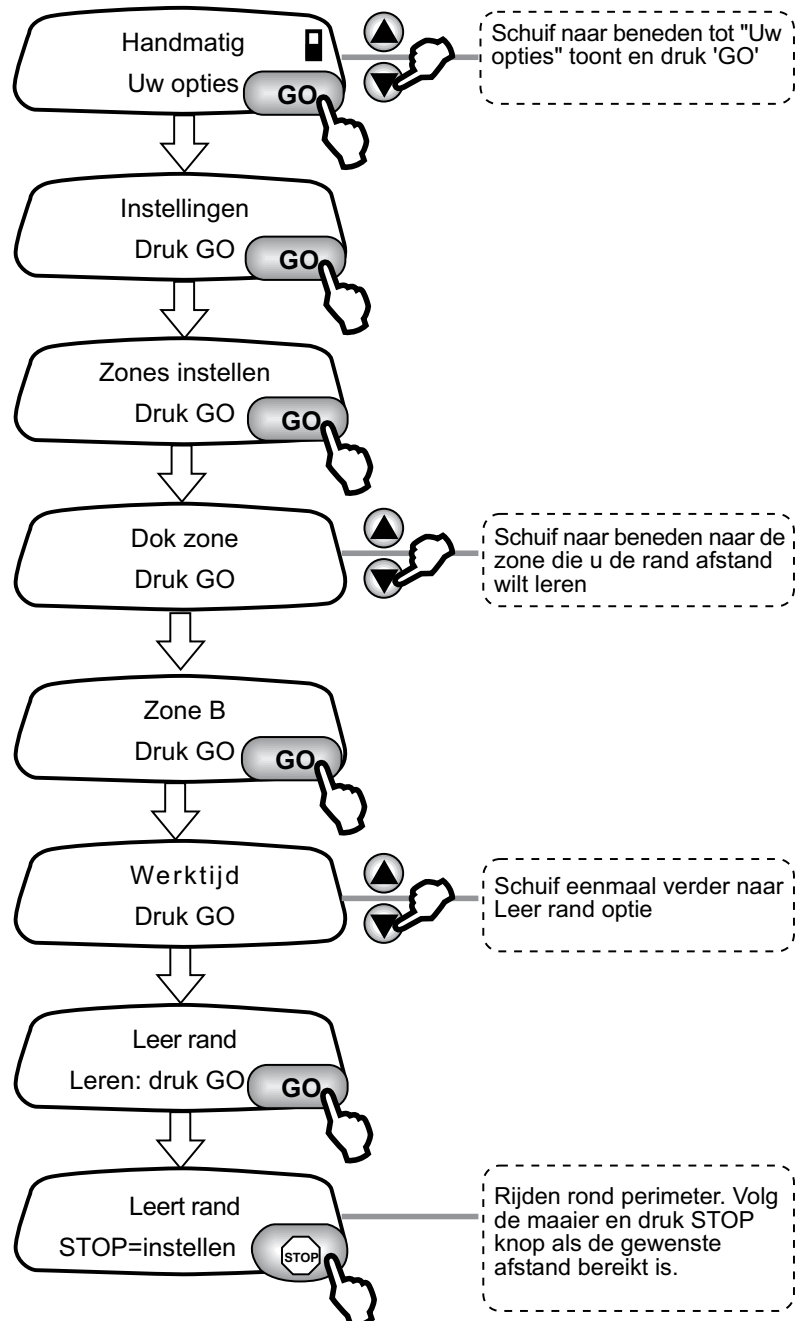 Handmatig
Uw opties
GO
Schuif naar beneden tot "Uw
opties" toont en druk 'GO'
Instellingen
Druk GO
GO
Zones instellen
Druk GO
GO
Dok zone
Druk GO
Schuif naar beneden naar de
zone die u de rand afstand
wilt leren
Zone B
Druk GO
GO
Werktijd
Druk GO
Schuif eenmaal verder naar
Leer rand optie
Leer rand
Leren: druk GO
GO
Leert rand
STOP=instellen
STOP
Rijden rond perimeter. Volg
de maaier en druk STOP
knop als de gewenste
afstand bereikt is.